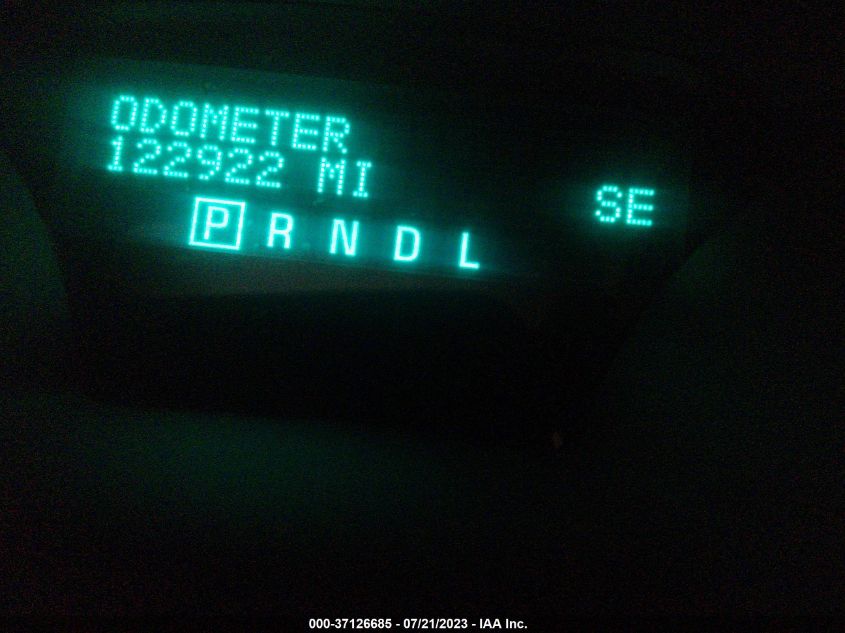 ODOMETER
122922 MI
SE
P R N D L
000-37126685 - 07/21/2023 - IAA Inc.